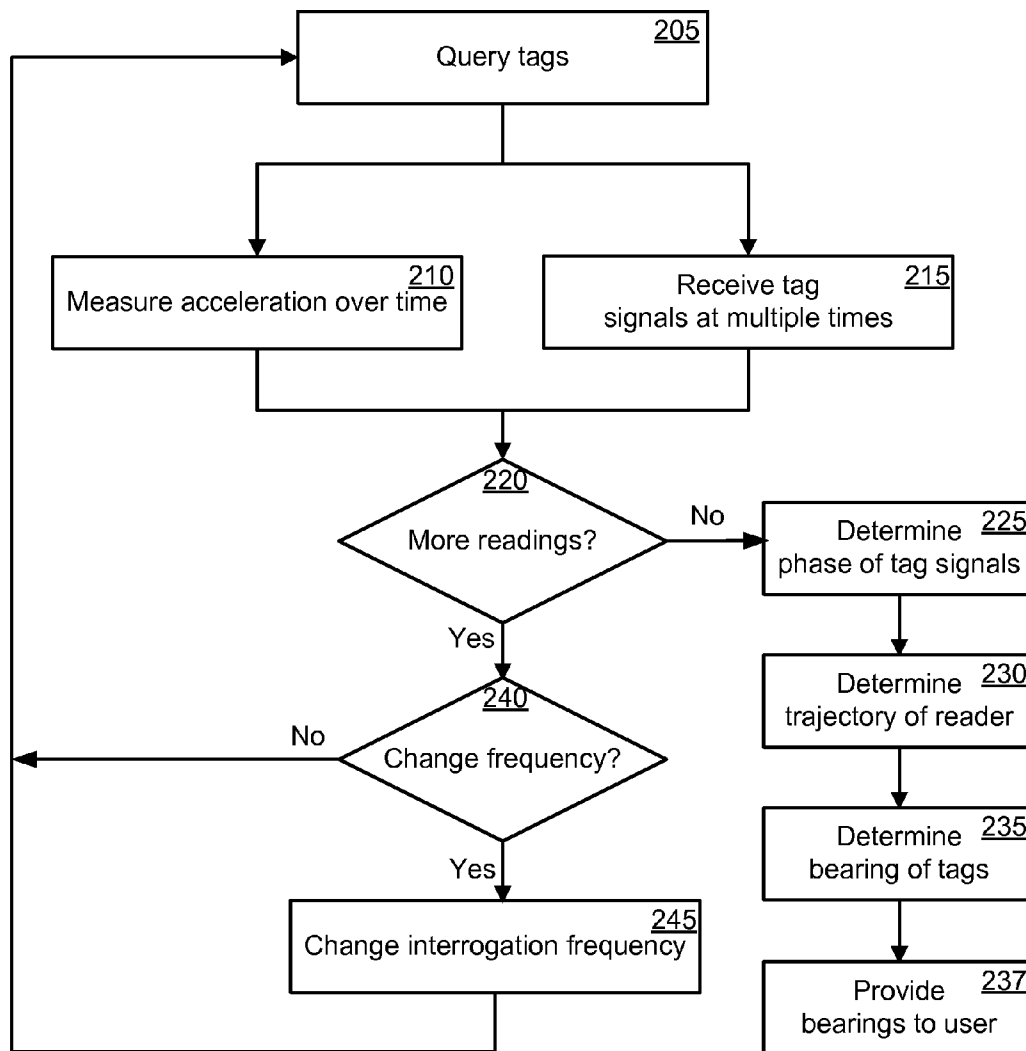 205
Query tags
210
Measure acceleration over time
215
Receive tag
signals at multiple times
220
More readings?
No
Yes
225
Determine
phase of tag signals
230
Determine
trajectory of reader
240
Change frequency?
No
Yes
235
Determine
bearing of tags
245
Change interrogation frequency
237
Provide
bearings to user